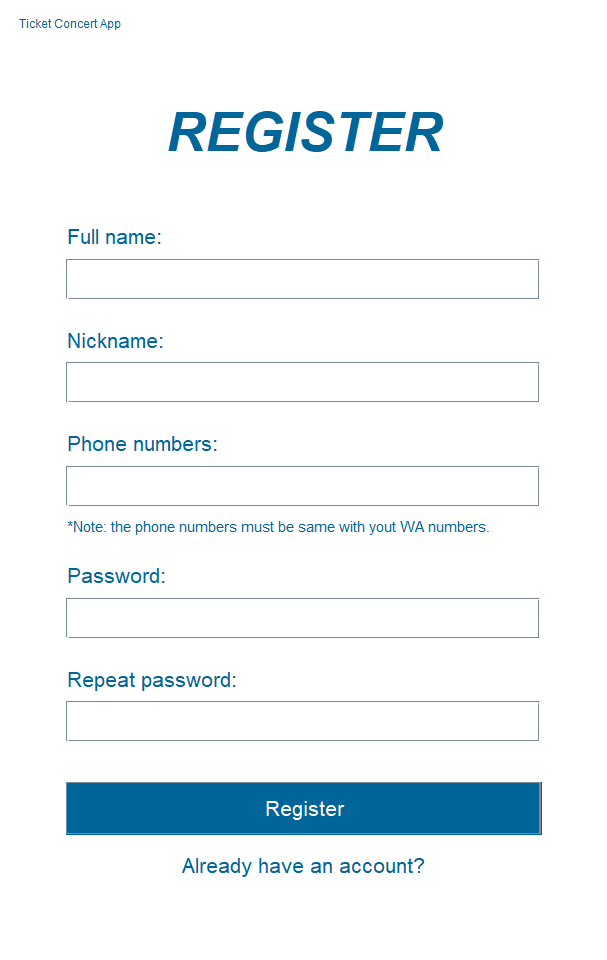 Ticket Concert App
REGISTER
Full name:
Nickname:
Phone numbers:
*Note: the phone numbers must be same with yout WA numbers.
Password:
Repeat password:
Register
Already have an account?